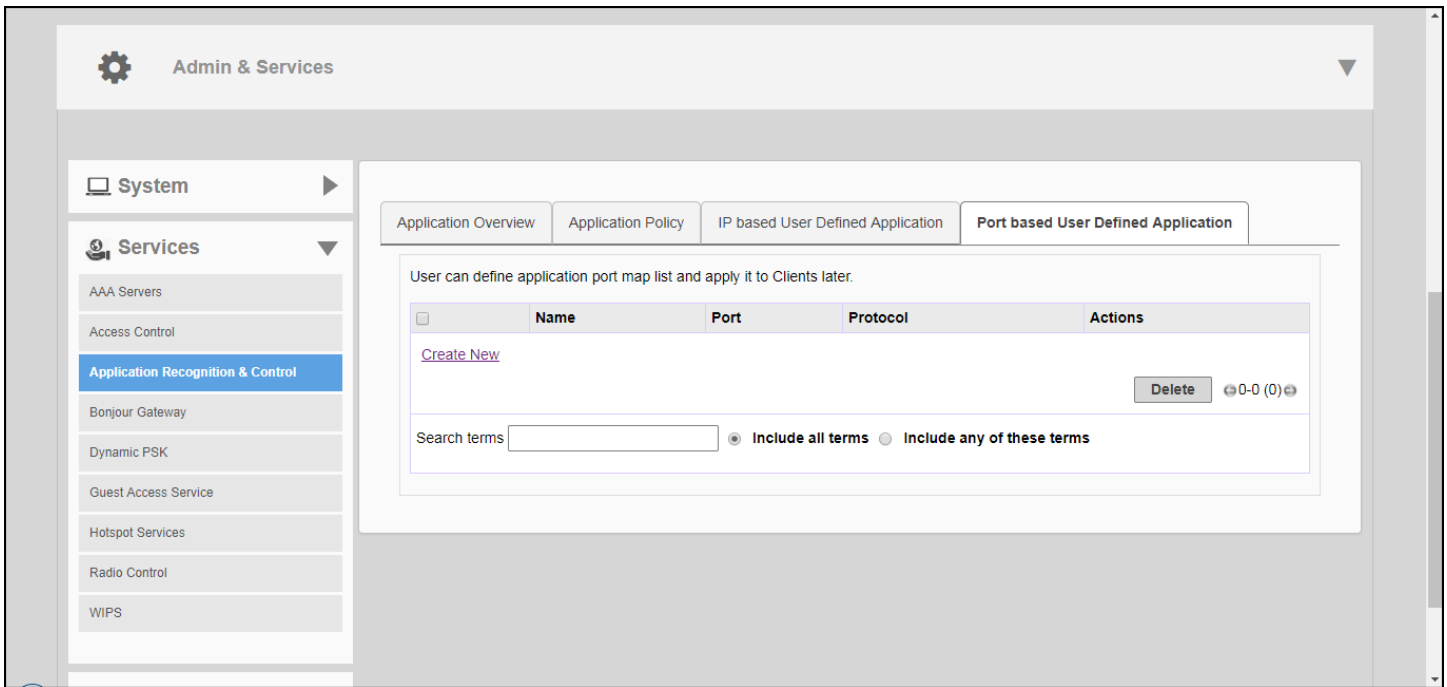 Admin & Services
System
Services
AAA Servers
Access Control
Application Recognition & Control
Bonjour Gateway
Dynamic PSK
Guest Access Service
Hotspot Services
Radio Control
WIPS
Application Overview Application Policy IP based User Defined Application Port based User Defined Application
User can define application port map list and apply it to Clients later.
Name Port Protocol Actions
Create New
Delete 0-0 (0)
Search terms Include all terms Include any of these terms